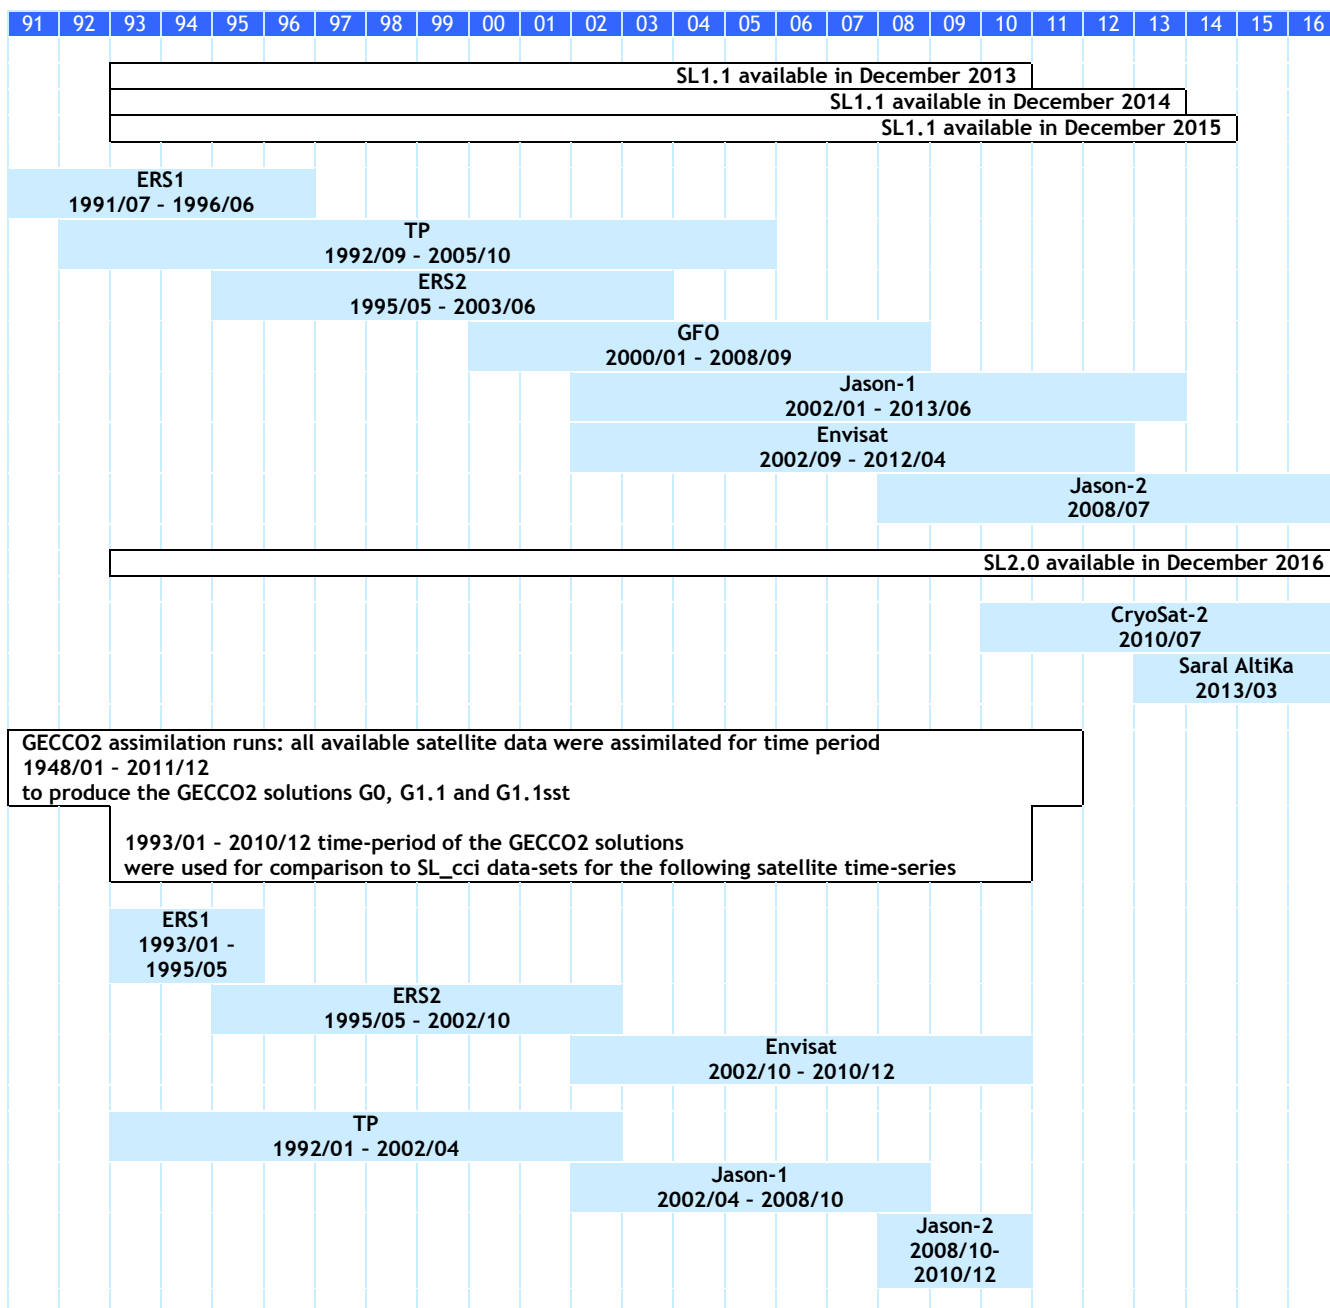 91 92 93 94 95 96 97 98 99 00 01 02 03 04 05 06 07 08 09 10 11 12 13 14 15 16
SL1.1 available in December 2013
SL1.1 available in December 2014
SL1.1 available in December 2015
ERS1
1991/07 – 1996/06
TP
1992/09 – 2005/10
ERS2
1995/05 – 2003/06
GFO
2000/01 – 2008/09
Jason-1
2002/01 – 2013/06
Envisat
2002/09 – 2012/04
Jason-2
2008/07
SL2.0 available in December 2016
CryoSat-2
2010/07
Saral AltiKa
2013/03
GECCO2 assimilation runs: all available satellite data were assimilated for time period
1948/01 – 2011/12
to produce the GECCO2 solutions G0, G1.1 and G1.1sst
1993/01 – 2010/12 time-period of the GECCO2 solutions
were used for comparison to SL_cci data-sets for the following satellite time-series
ERS1
1993/01 –
1995/05
ERS2
1995/05 – 2002/10
Envisat
2002/10 – 2010/12
TP
1992/01 – 2002/04
Jason-1
2002/04 – 2008/10
Jason-2
2008/10-
2010/12